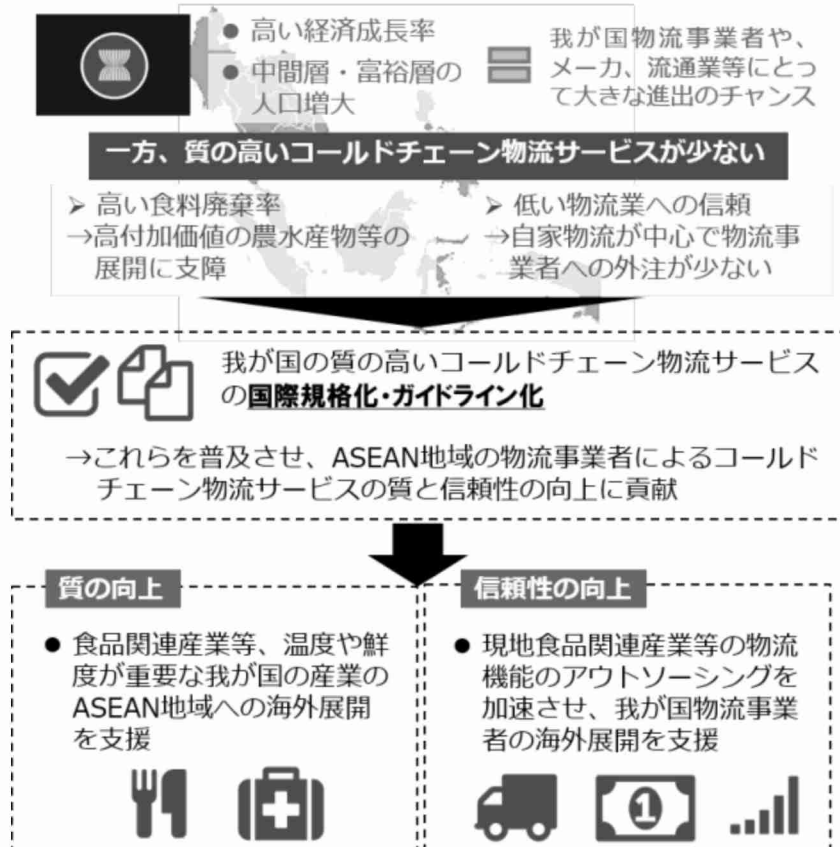 ● 高い経済成長率
● 中間層・富裕層の
人口増大
我が国物流事業者や、
メーカ、流通業等にとっ
て大きな進出のチャンス
一方、質の高いコールドチェーン物流サービスが少ない
➢ 高い食料廃棄率
→高付加価値の農水産物等の
展開に支障
➢ 低い物流業への信頼
→自家物流が中心で物流事
業者への外注が少ない
我が国の質の高いコールドチェーン物流サービス
の国際規格化・ガイドライン化
→これらを普及させ、ASEAN地域の物流事業者によるコールド
チェーン物流サービスの質と信頼性の向上に貢献
質の向上
● 食品関連産業等、温度や鮮
度が重要な我が国の産業の
ASEAN地域への海外展開
を支援
信頼性の向上
● 現地食品関連産業等の物流
機能のアウトソーシングを
加速させ、我が国物流事業
者の海外展開を支援
1